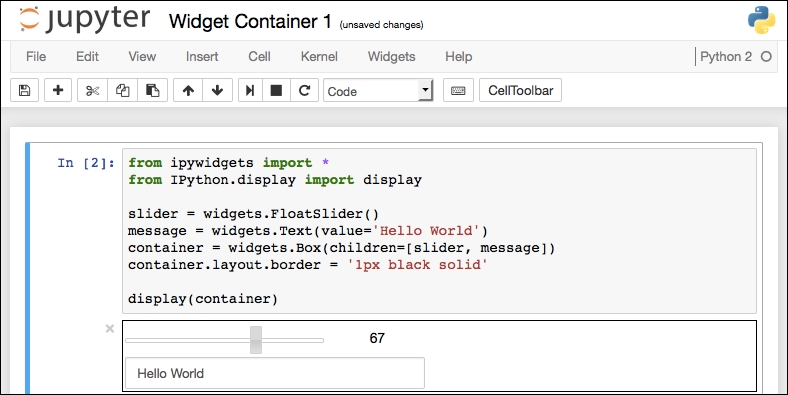 jupyter Widget Container 1 (unsaved changes)
File Edit View Insert Cell Kernel Widgets Help Python 2
Code CellToolbar
In [2]: from ipywidgets import *
from IPython.display import display
slider = widgets.FloatSlider()
message = widgets.Text(value='Hello World')
container = widgets.Box(children=[slider, message])
container.layout.border = '1px black solid'
display(container)
67
Hello World